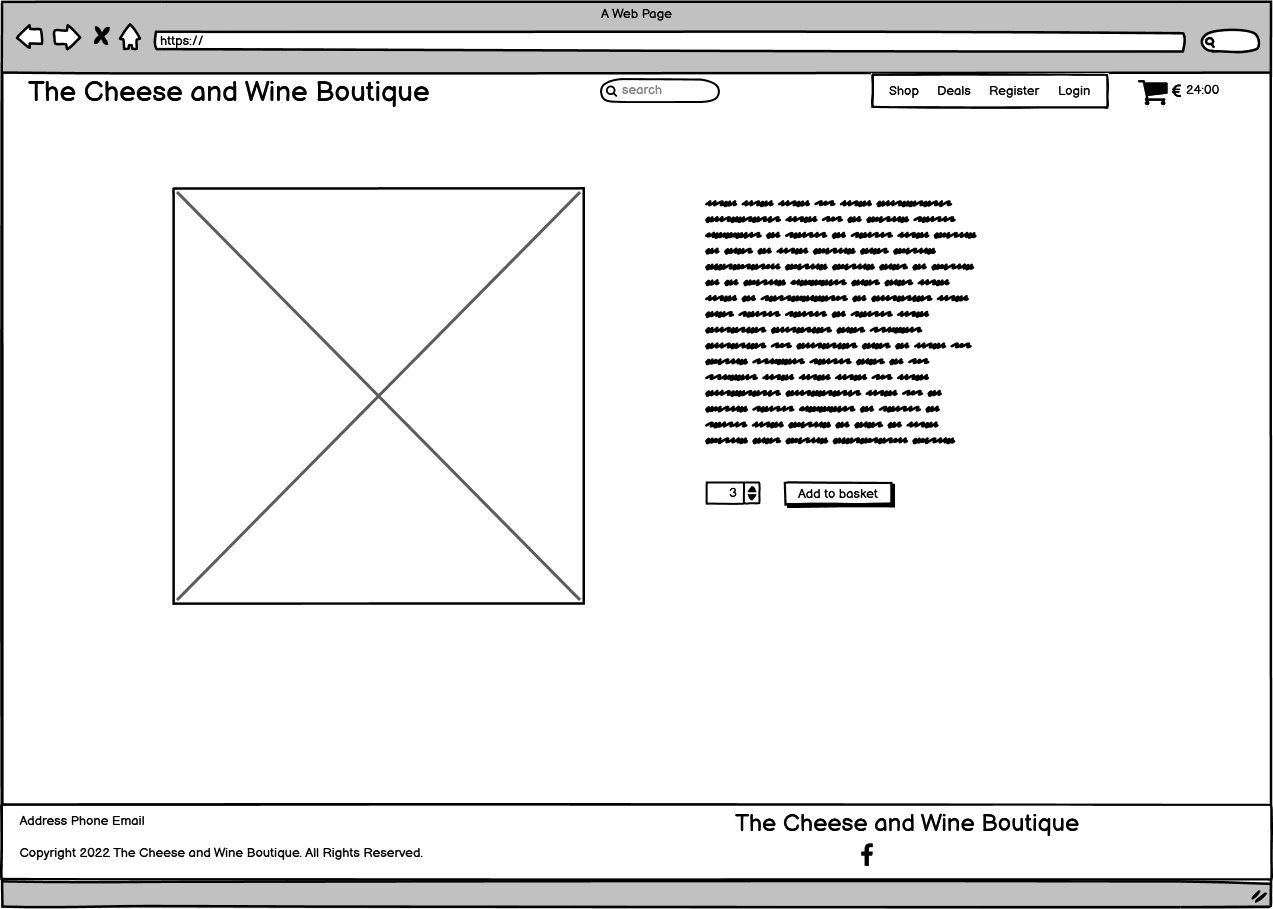 A Web Page
https://
The Cheese and Wine Boutique
search
Shop Deals Register Login
€ 24:00
3
Add to basket
Address Phone Email
The Cheese and Wine Boutique
Copyright 2022 The Cheese and Wine Boutique. All Rights Reserved.